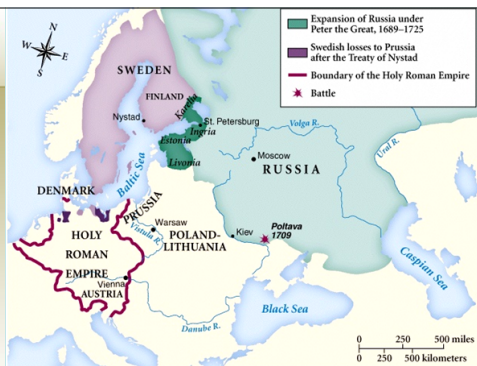 Expansion of Russia under
Peter the Great, 1689–1725
Swedish losses to Prussia
after the Treaty of Nystad
Boundary of the Holy Roman Empire
Battle
N
W
E
S
SWEDEN
FINLAND
Karelia
Nystad
St. Petersburg
Ingria
Estonia
Livonia
Baltic Sea
Volga R.
Ural R.
Moscow
RUSSIA
DENMARK
PRUSSIA
Warsaw
Vistula R.
POLAND-
LITHUANIA
Kiev
Poltava
1709
HOLY
ROMAN
EMPIRE
Vienna
AUSTRIA
Caspian Sea
Black Sea
Danube R.
0 250 500 miles
0 250 500 kilometers